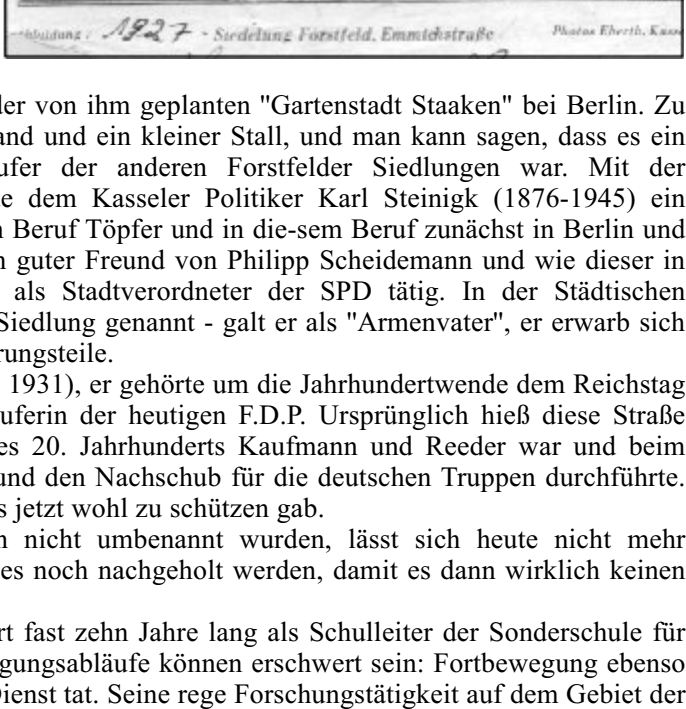 bbildung: 1927 - Siedelung Forstfeld, Emmichstraße Photos Eberth, Kass
der von ihm geplanten "Gartenstadt Staaken" bei Berlin. Zu
and und ein kleiner Stall, und man kann sagen, dass es ein
ufer der anderen Forstfelder Siedlungen war. Mit der
e dem Kasseler Politiker Karl Steinigk (1876-1945) ein
n Beruf Töpfer und in die-sem Beruf zunächst in Berlin und
n guter Freund von Philipp Scheidemann und wie dieser in
als Stadtverordneter der SPD tätig. In der Städtischen
Siedlung genannt - galt er als "Armenvater", er erwarb sich
rungsteile.
1931), er gehörte um die Jahrhundertwende dem Reichstag
uferin der heutigen F.D.P. Ursprünglich hieß diese Straße
es 20. Jahrhunderts Kaufmann und Reeder war und beim
und den Nachschub für die deutschen Truppen durchführte.
s jetzt wohl zu schützen gab.
n nicht umbenannt wurden, lässt sich heute nicht mehr
es noch nachgeholt werden, damit es dann wirklich keinen
rt fast zehn Jahre lang als Schulleiter der Sonderschule für
gungsabläufe können erschwert sein: Fortbewegung ebenso
Dienst tat. Seine rege Forschungstätigkeit auf dem Gebiet der